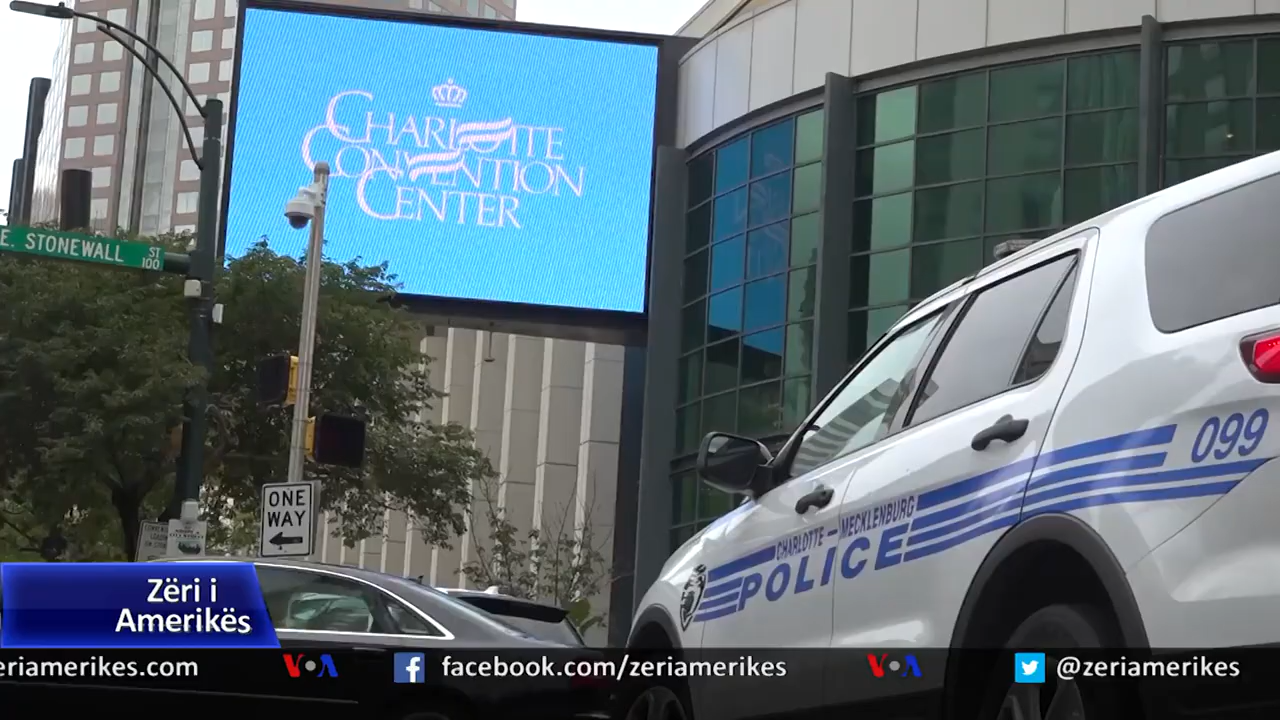 CHARLOTTE
CONVENTION
CENTER
E. STONEWALL ST
100
ONE
WAY
099
CHARLOTTE-MECKLENBURG
POLICE
Zëri i
Amerikës
zeriamerikes.com VOA facebook.com/zeriamerikes VOA @zeriamerikes